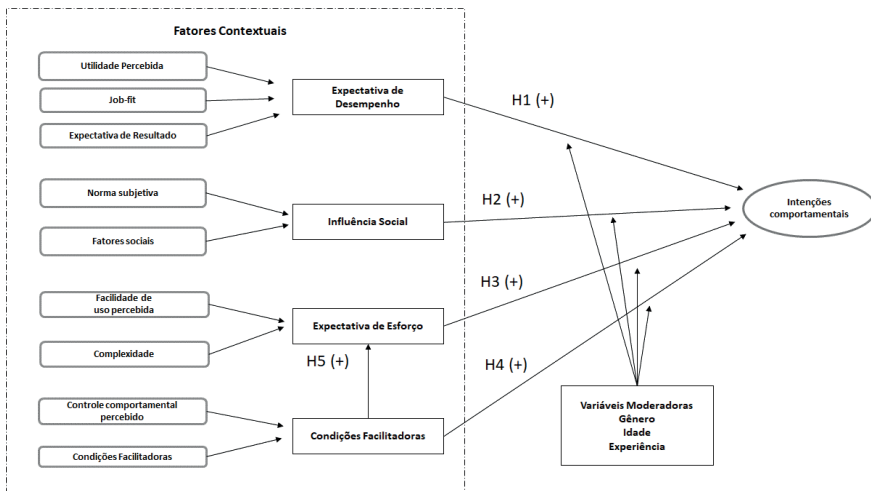 Fatores Contextuais
Utilidade Percebida
Job-fit
Expectativa de Resultado
Expectativa de
Desempenho
H1 (+)
Norma subjetiva
Fatores sociais
Influência Social
H2 (+)
Intenções
comportamentais
Facilidade de
uso percebida
Complexidade
Expectativa de Esforço
H3 (+)
H5 (+)
H4 (+)
Controle comportamental
percebido
Condições Facilitadoras
Condições Facilitadoras
Variáveis Moderadoras
Gênero
Idade
Experiência